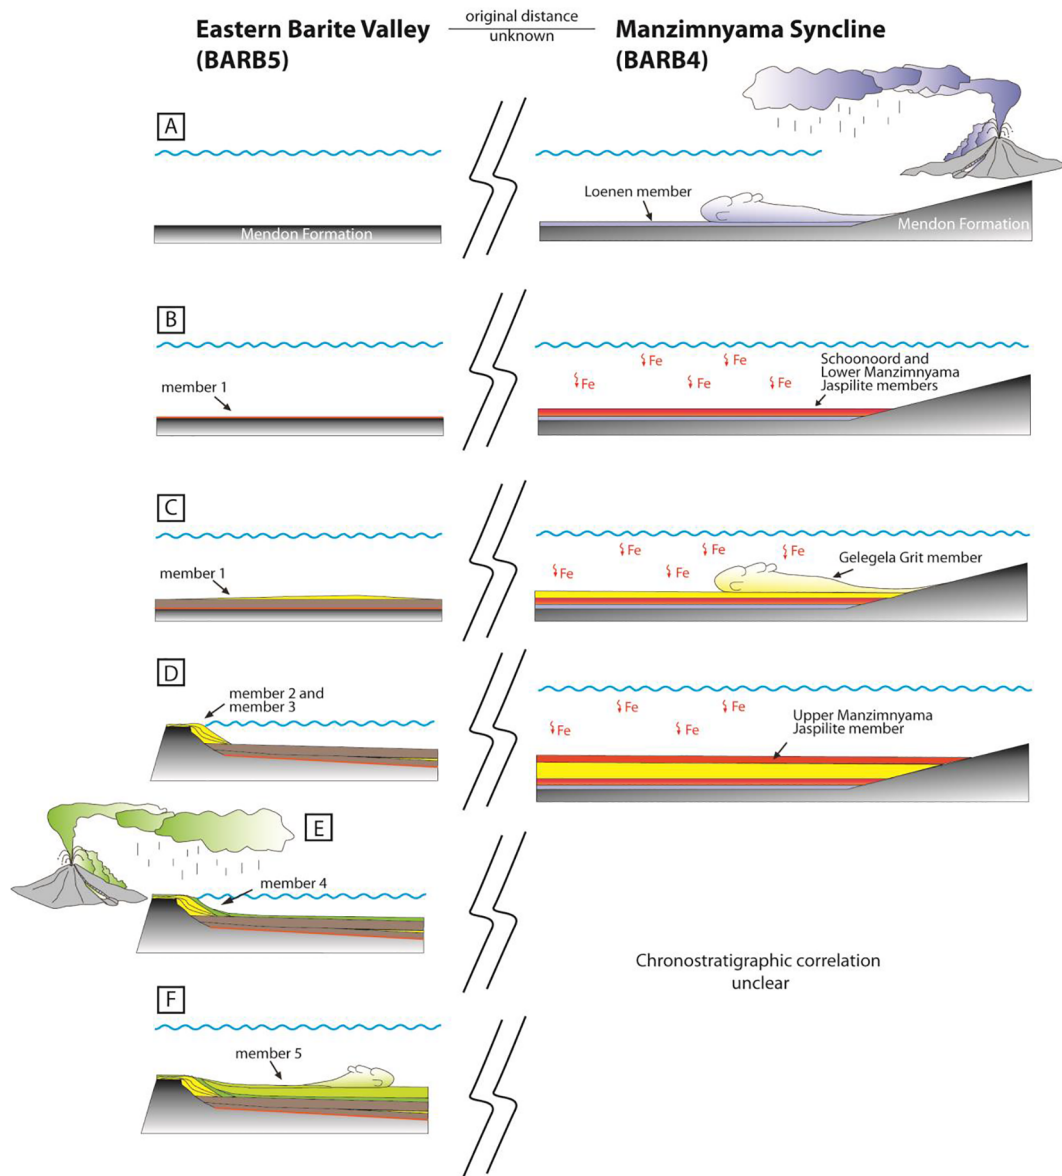 Eastern Barite Valley
(BARB5)
original distance
unknown
Manzimnyama Syncline
(BARB4)
A
Loenen member
Mendon Formation
Mendon Formation
B
member 1
Fe
Fe
Fe
Fe
Fe
Schoonoord and
Lower Manzimnyama
Jaspilite members
C
member 1
Fe
Fe
Fe
Fe
Fe
Gelegela Grit member
D
member 2 and
member 3
Fe
Fe
Fe
Fe
Upper Manzimnyama
Jaspilite member
E
member 4
Chronostratigraphic correlation
unclear
F
member 5